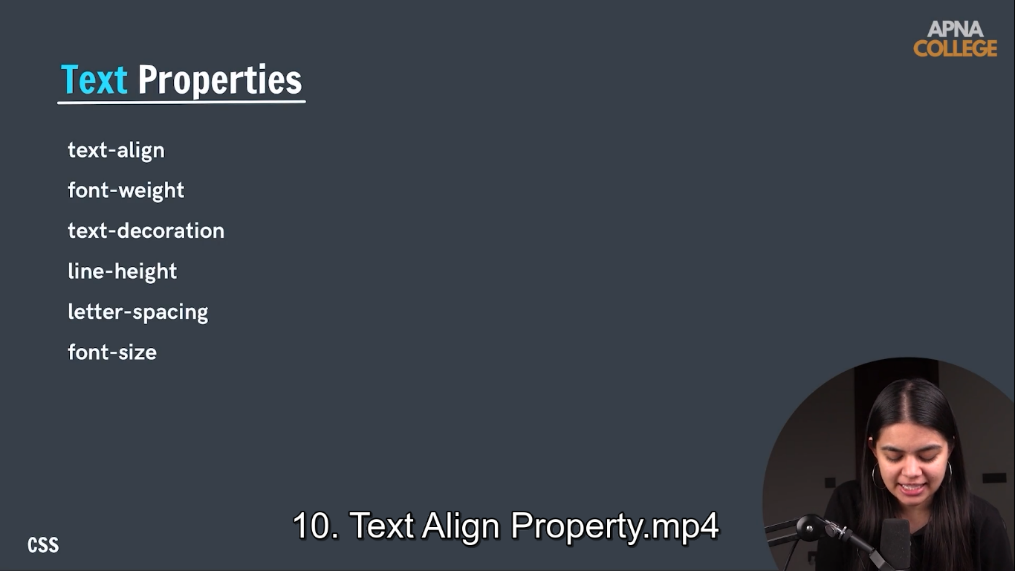 APNA
COLLEGE
Text Properties
text-align
font-weight
text-decoration
line-height
letter-spacing
font-size
10. Text Align Property.mp4
CSS